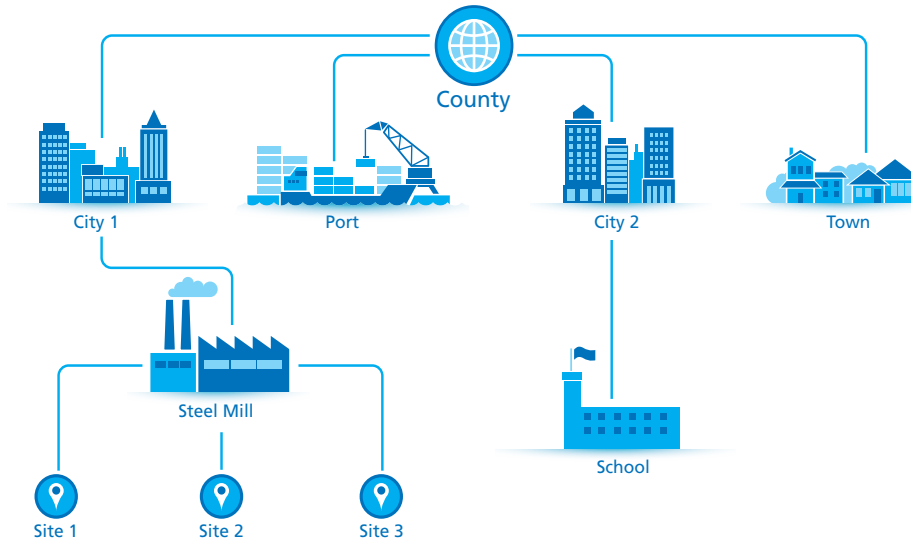 County
City 1
Port
City 2
Town
Steel Mill
School
Site 1
Site 2
Site 3